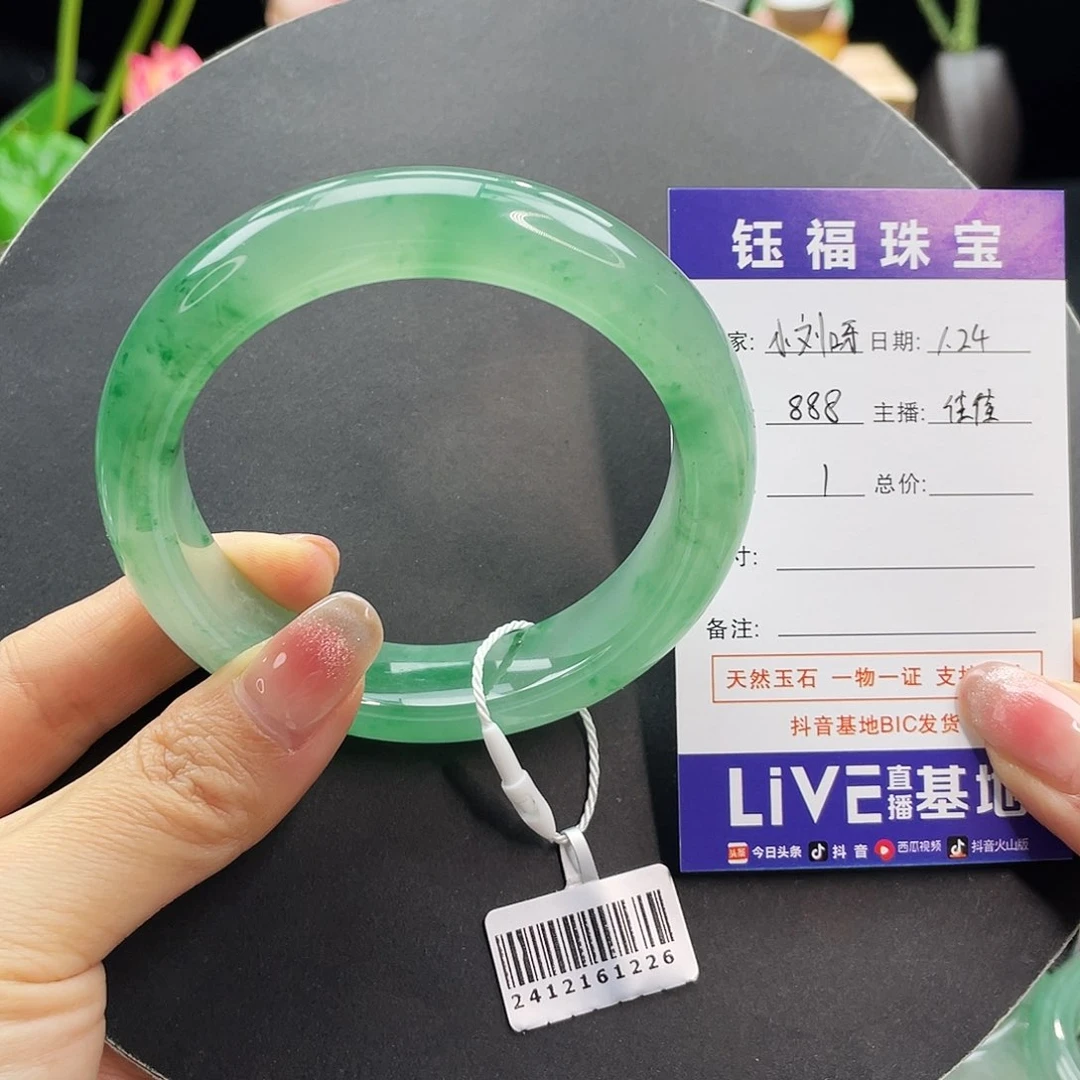 钰福珠宝
家: 小刘呀 日期: 1.24
888 主播: 佳佳
1 总价:
寸:
备注:
天然玉石 一物一证 支
抖音基地BIC发货
LiVE直播基地
头条 今日头条 抖音 西瓜视频 抖音火山版
2412161226